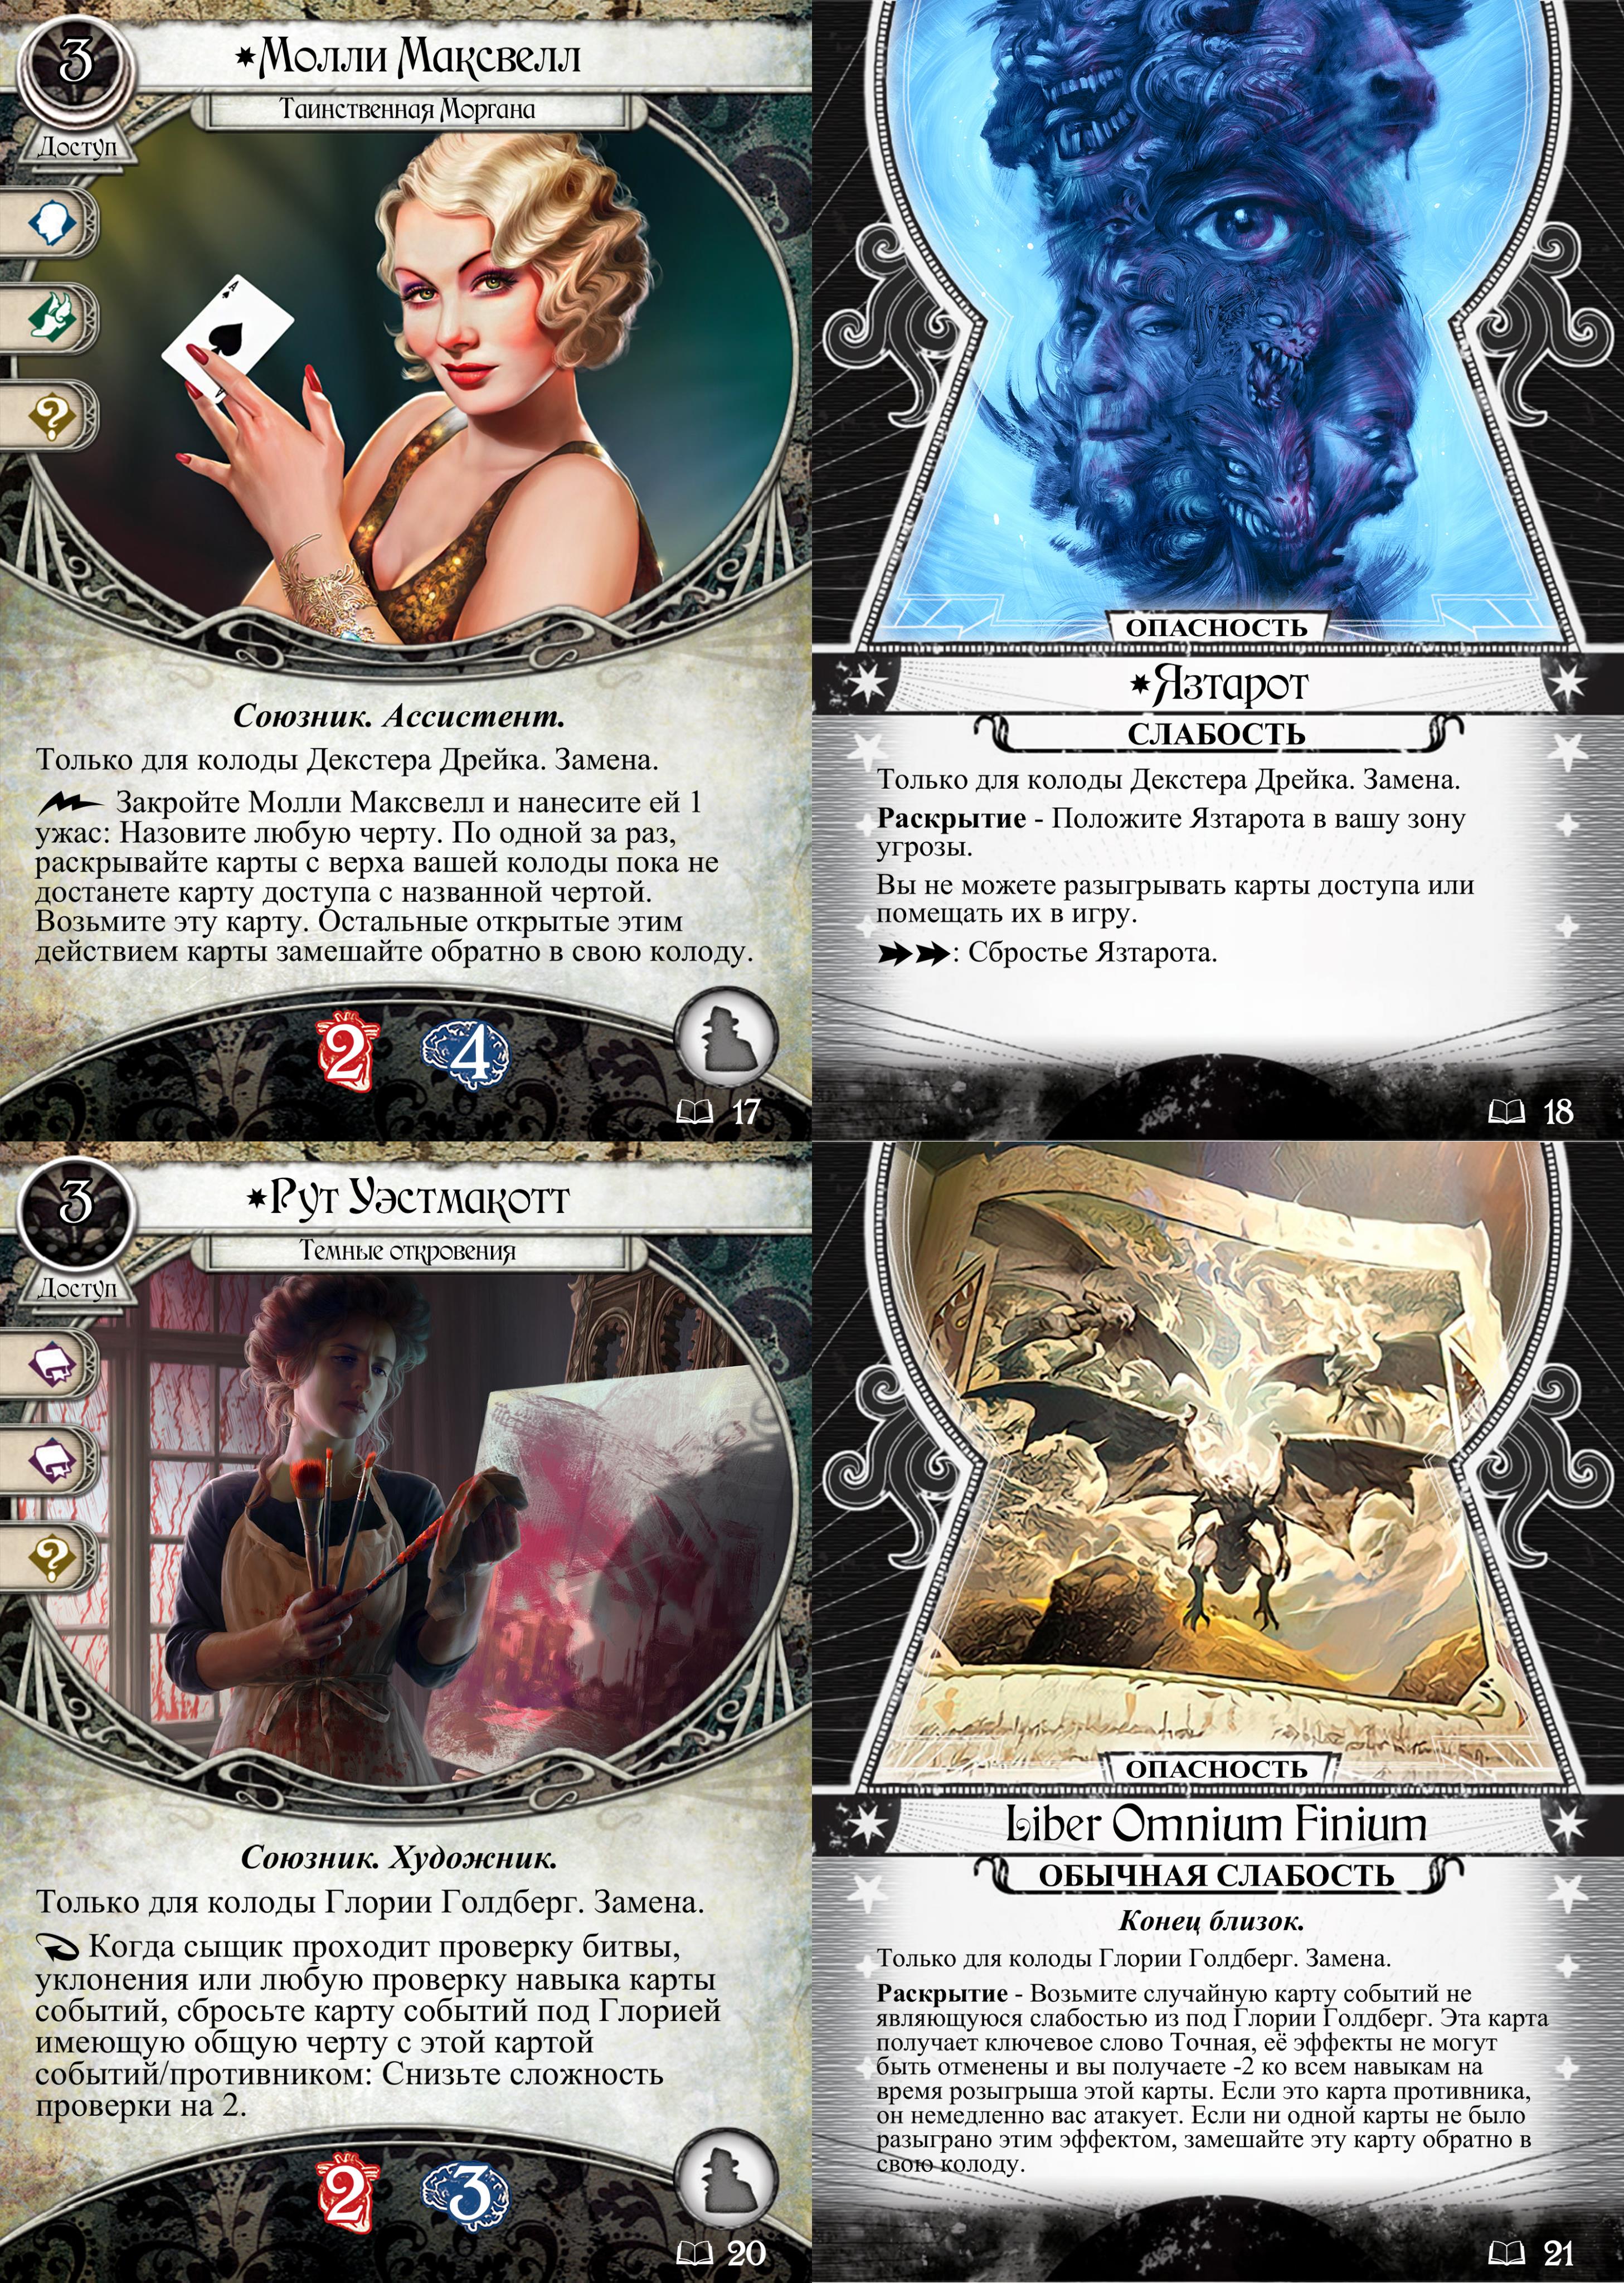 3
Молли Максвелл
Таинственная Моргана
Доступ
A
Союзник. Ассистент.
Только для колоды Декстера Дрейка. Замена.
Закройте Молли Максвелл и нанесите ей 1
ужас: Назовите любую черту. По одной за раз,
раскрывайте карты с верха вашей колоды пока не
достанете карту доступа с названной чертой.
Возьмите эту карту. Остальные открытые этим
действием карты замешайте обратно в свою колоду.
2 4
17
ОПАСНОСТЬ
Язтарот
СЛАБОСТЬ
Только для колоды Декстера Дрейка. Замена.
Раскрытие - Положите Язтарота в вашу зону
угрозы.
Вы не можете разыгрывать карты доступа или
помещать их в игру.
: Сбростье Язтарота.
18
3
Рут Уэстмакотт
Темные откровения
Доступ
Союзник. Художник.
Только для колоды Глории Голдберг. Замена.
Когда сыщик проходит проверку битвы,
уклонения или любую проверку навыка карты
событий, сбросьте карту событий под Глорией
имеющую общую черту с этой картой
событий/противником: Снизьте сложность
проверки на 2.
2 3
20
ОПАСНОСТЬ
Liber Omnium Finium
ОБЫЧНАЯ СЛАБОСТЬ
Конец близок.
Только для колоды Глории Голдберг. Замена.
Раскрытие - Возьмите случайную карту событий не
являющуюся слабостью из под Глории Голдберг. Эта карта
получает ключевое слово Точная, её эффекты не могут
быть отменены и вы получаете -2 ко всем навыкам на
время розыгрыша этой карты. Если это карта противника,
он немедленно вас атакует. Если ни одной карты не было
разыграно этим эффектом, замешайте эту карту обратно в
свою колоду.
21